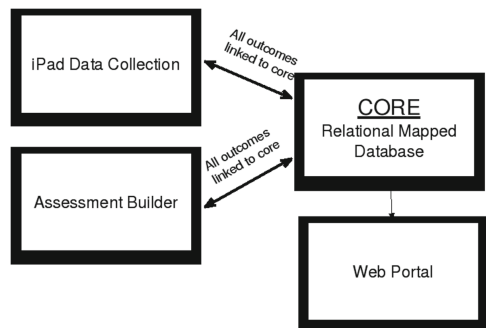 iPad Data Collection
All outcomes
linked to core
CORE
Relational Mapped
Database
All outcomes
linked to core
Assessment Builder
Web Portal